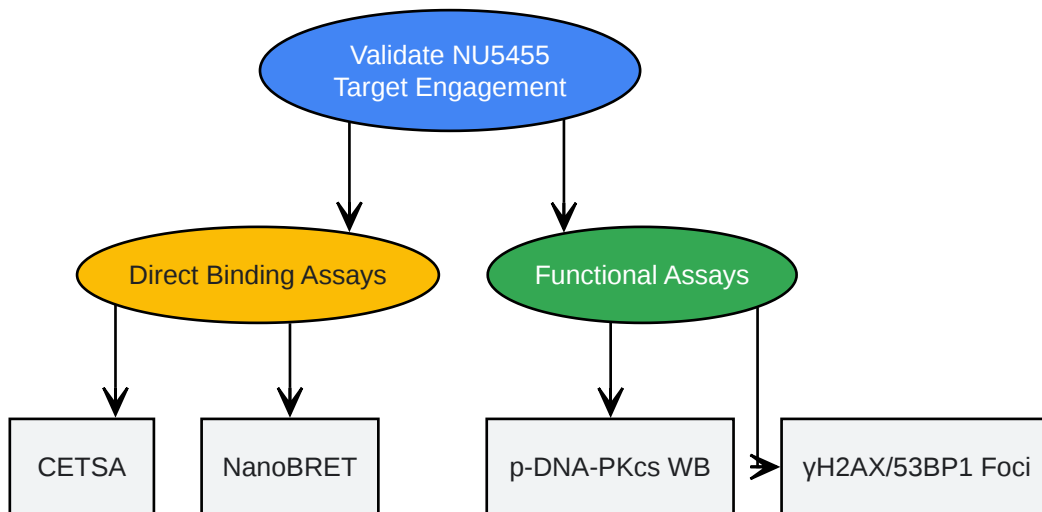 Validate NU5455
Target Engagement
Direct Binding Assays
Functional Assays
CETSA
NanoBRET
p-DNA-PKcs WB
γH2AX/53BP1 Foci